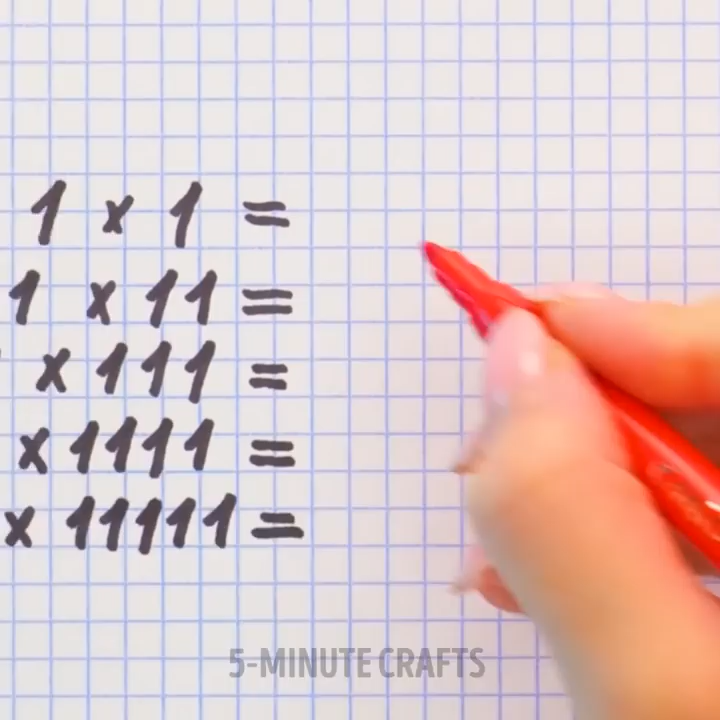 1 x 1 =
1 x 11 =
x 111 =
x 1111 =
x 11111 =
5-MINUTE CRAFTS